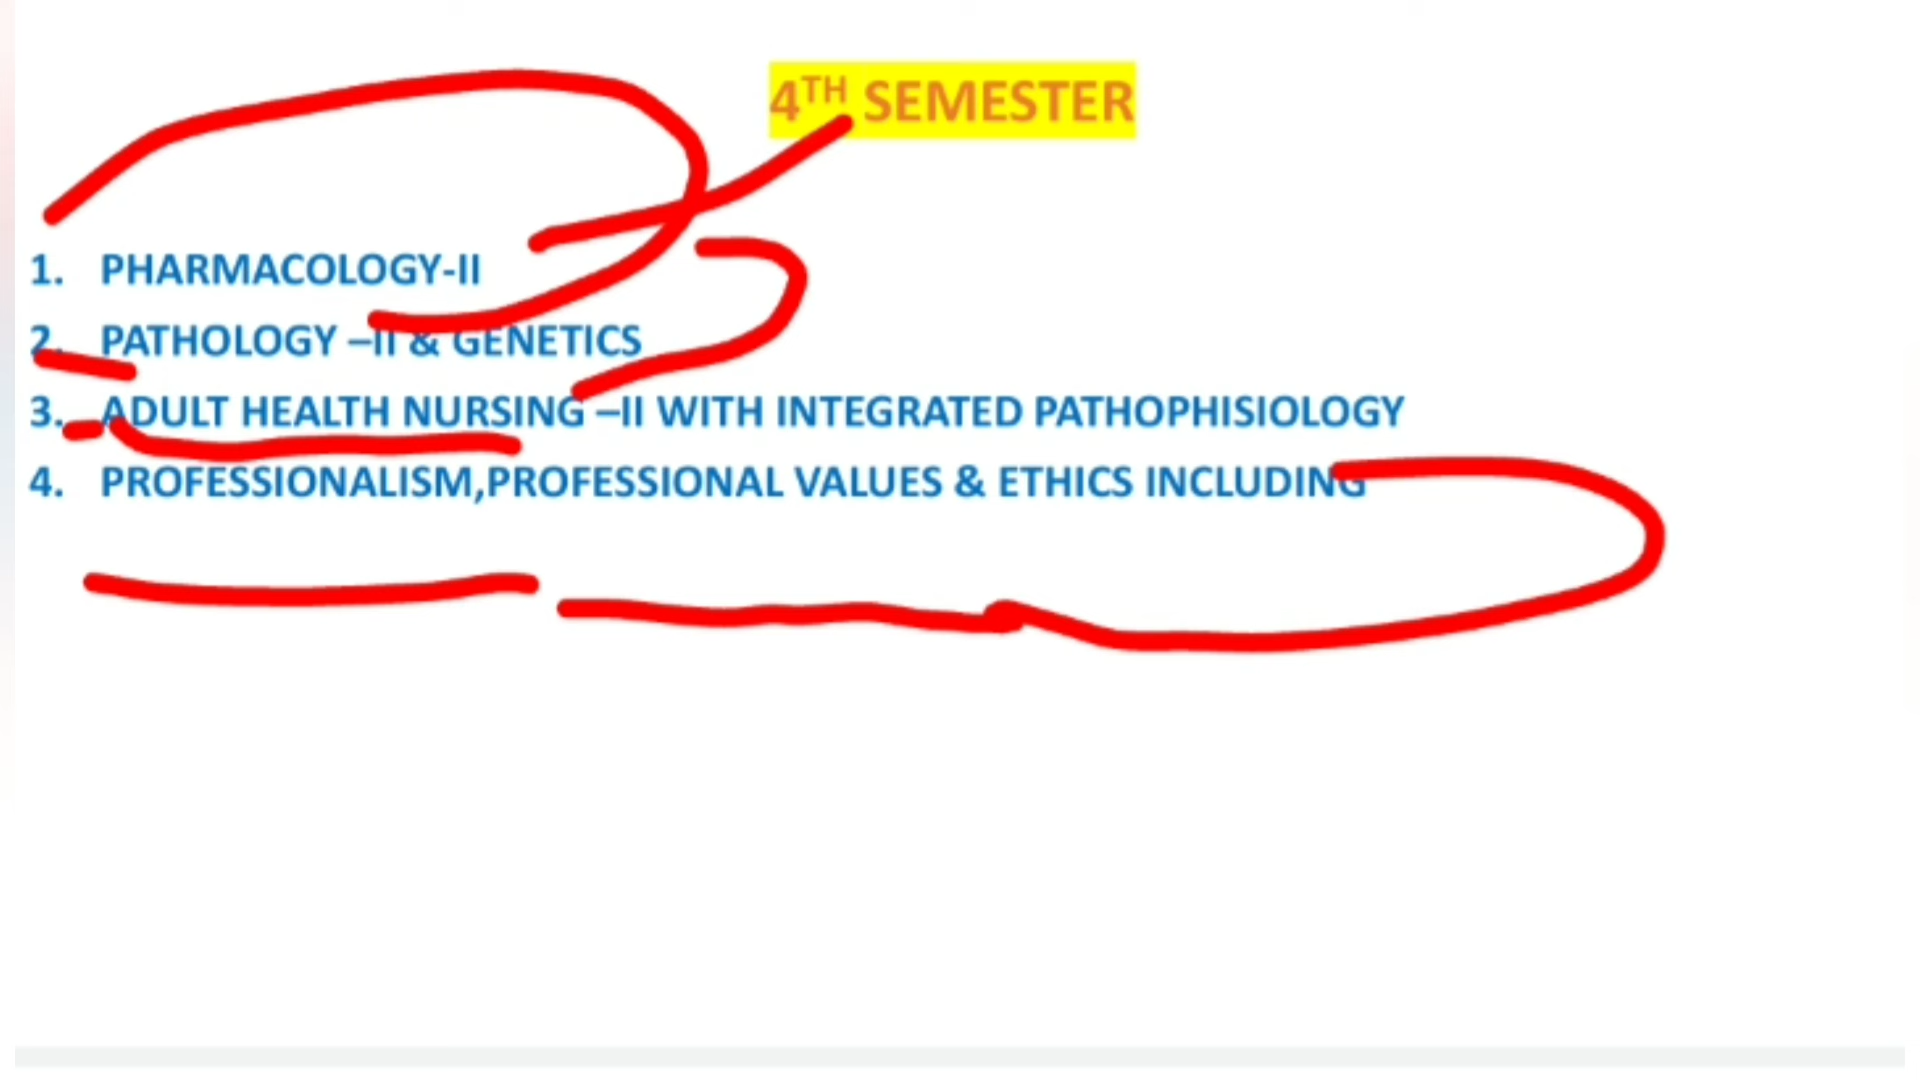 4TH SEMESTER
1. PHARMACOLOGY-II
2. PATHOLOGY –II & GENETICS
3. ADULT HEALTH NURSING –II WITH INTEGRATED PATHOPHISIOLOGY
4. PROFESSIONALISM,PROFESSIONAL VALUES & ETHICS INCLUDING